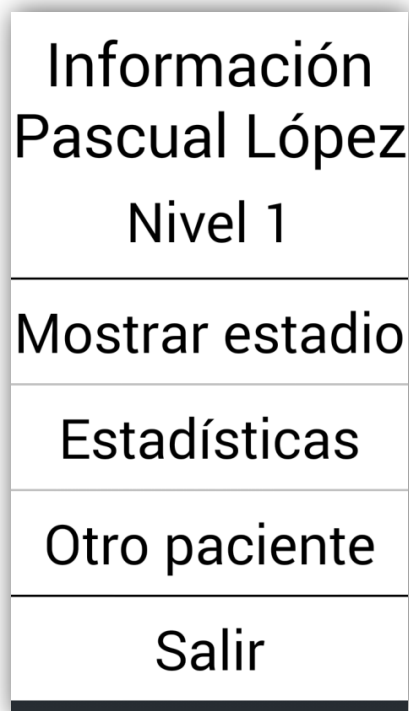 Información
Pascual López
Nivel 1
Mostrar estadio
Estadísticas
Otro paciente
Salir